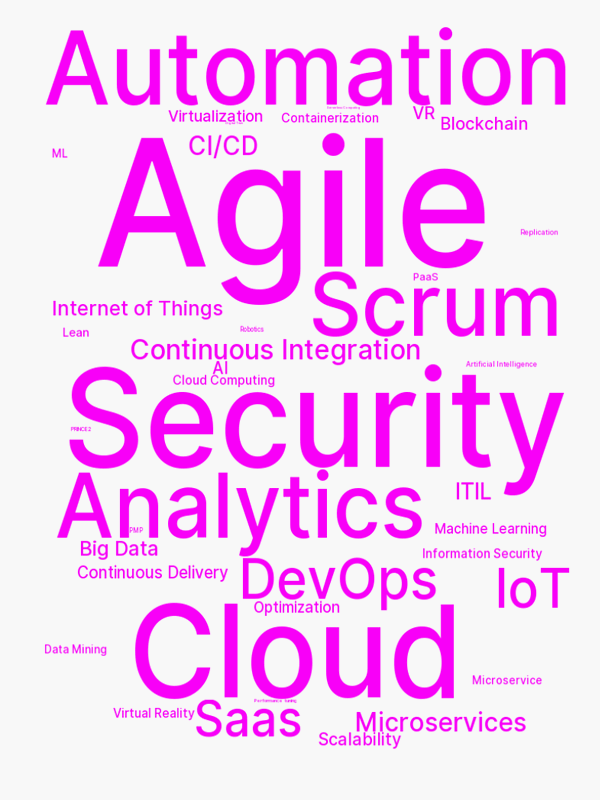 Automation
Virtualization
Containerization
VR
Blockchain
CI/CD
ML
Agile
Replication
PaaS
Scrum
Internet of Things
Lean
Robotics
Continuous Integration
Artificial Intelligence
AI
Cloud Computing
Security
PRINCE2
Analytics
ITIL
PMP
Machine Learning
Big Data
Information Security
Continuous Delivery
DevOps
IoT
Optimization
Cloud
Data Mining
Microservice
Performance Tuning
Virtual Reality
Saas
Microservices
Scalability